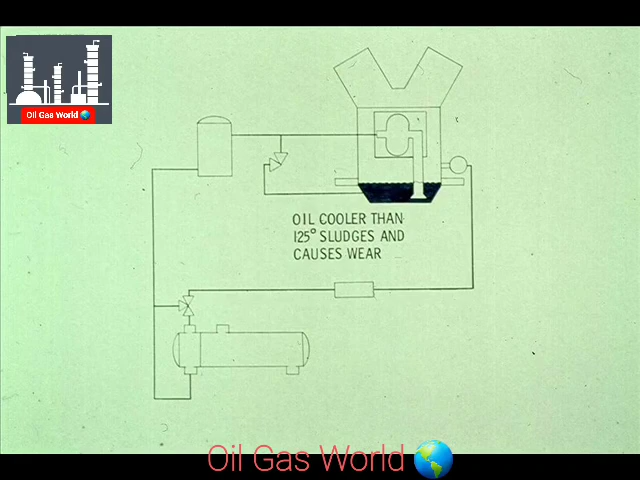 Oil Gas World
OIL COOLER THAN
125° SLUDGES AND
CAUSES WEAR
Oil Gas World